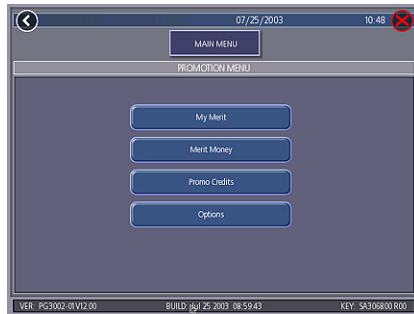 07/25/2003 10:48
MAIN MENU
PROMOTION MENU
My Merit
Merit Money
Promo Credits
Options
VER: PG3002-01V12.00 BUILD: Jul 25 2003 08:59:43 KEY: SA306800 R00